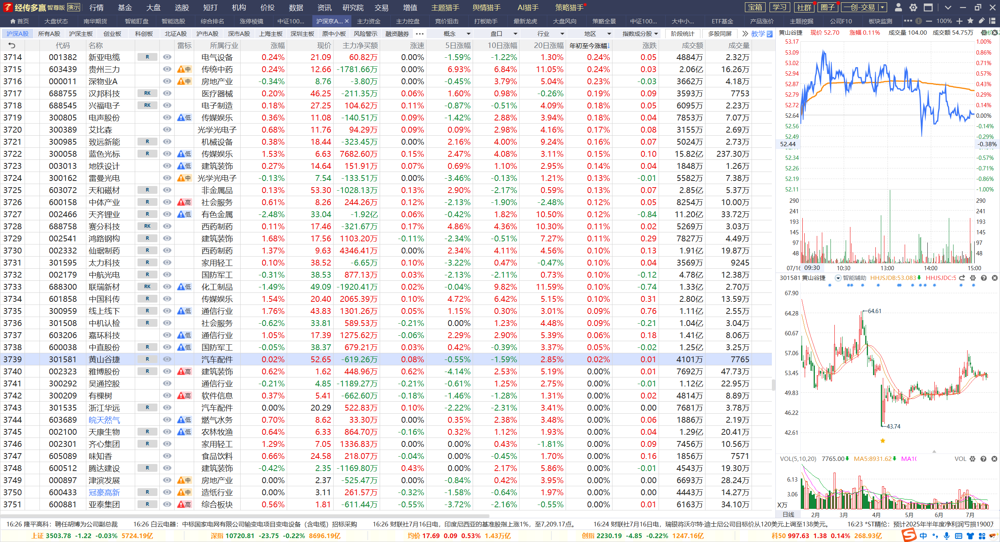 经传多赢 智尊版 演示 行情 基金 大盘 选股 短打 机构 价投 数据 资讯 研究院 交易 增值 主题猎手 舆情猎手 AI猎手 策略猎手 宝箱 学习 社群 圈子 一创-交易
首页 大盘状态 南华期货 智能盯盘 智能选股 综合排名 涨停棱镜 中证100... 沪深京A... 主力资金 主力控盘 竞价狙击 打板助手 最新龙虎 大盘风向 策略全景 中证100... 大中小... ETF基金 产品涨价 主题挖掘 公司F10 板块监测 100%
沪深A股 所有A股 沪深主板 创业板 科创板 北证A股 沪市A股 深市A股 上海主板 深圳主板 原中小板 风险警示 融资融券 概念 盘口 行业 地区 指数成分股 阶段统计 多股同屏 教学
代码 名称 雷标 所属行业 涨幅 现价 主力净买额 涨速 5日涨幅 10日涨幅 20日涨幅 年初至今涨幅↓ 涨跌 成交额 成交量
3714 001382 新亚电缆 R 电气设备 0.24% 21.09 60.82万 0.00% -1.59% -1.22% 1.30% 0.24% 0.05 4884万 2.32万
3715 603439 贵州三力 中 传统中药 0.24% 12.66 -1781.66万 0.00% 6.93% 6.84% 11.05% 0.24% 0.03 2.06亿 16.26万
3716 000011 深物业A 中 房地产业 -0.34% 8.76 -3.80万 0.00% -0.45% 3.79% 5.04% 0.23% -0.03 3662万 4.18万
3717 688755 汉邦科技 RK 医疗器械 0.20% 46.25 -211.35万 0.06% 1.60% 0.98% -0.26% 0.19% 0.09 3593万 7753
3718 688545 兴福电子 RK 电子制造 0.18% 27.25 104.62万 0.11% -0.87% -0.51% 4.09% 0.18% 0.05 6095万 2.23万
3719 300805 电声股份 低 传媒娱乐 0.36% 11.08 -140.51万 0.09% -1.42% 2.88% 3.94% 0.18% 0.04 7853万 7.07万
3720 300389 艾比森 光学光电子 0.68% 11.76 94.29万 0.09% 0.09% 2.98% 4.16% 0.17% 0.08 3155万 2.69万
3721 300985 致远新能 R 机械设备 0.38% 18.44 -323.45万 0.00% 2.16% 4.00% 9.24% 0.16% 0.07 5024万 2.73万
3722 300058 蓝色光标 R 低 传媒娱乐 1.53% 6.63 7682.60万 0.15% 2.47% 4.08% 3.11% 0.15% 0.10 15.82亿 237.30万
3723 003013 地铁设计 低 建筑装饰 0.27% 14.64 151.91万 0.07% 0.69% 1.10% 2.95% 0.14% 0.04 1848万 1.26万
3724 300162 雷曼光电 中 光学光电子 -0.13% 7.54 -133.51万 0.00% -3.46% -0.13% 1.21% 0.13% -0.01 5582万 7.38万
3725 603072 天和磁材 R 非金属品 0.13% 53.30 -1028.13万 0.13% 2.90% -2.17% 0.59% 0.13% 0.07 2.85亿 5.37万
3726 600158 中体产业 R 高 社会服务 0.61% 8.26 244.26万 0.12% -2.13% -1.90% -2.48% 0.12% 0.05 8254万 10.00万
3727 002466 天齐锂业 R 低 有色金属 -2.48% 33.04 -1.92亿 0.06% -0.42% 1.82% 10.50% 0.12% -0.84 11.20亿 33.72万
3728 688758 赛分科技 RK 西药制药 0.11% 17.46 -321.67万 0.17% 4.86% 4.36% 10.30% 0.11% 0.02 5269万 3.03万
3729 002541 鸿路钢构 R 建筑装饰 1.68% 17.56 1103.20万 -0.11% -2.34% -0.51% 7.27% 0.11% 0.29 7827万 4.49万
3730 002332 仙琚制药 R 西药制药 1.37% 9.63 4346.41万 0.00% 2.34% 4.11% 4.56% 0.10% 0.13 1.91亿 19.87万
3731 301595 太力科技 R 家用轻工 0.10% 38.52 -6.65万 0.10% -3.22% 0.47% -0.47% 0.10% 0.04 3569万 9245
3732 002179 中航光电 R 国防军工 -0.31% 38.53 877.13万 0.03% -2.13% -2.11% 0.73% 0.10% -0.12 4.78亿 12.38万
3733 688300 联瑞新材 RK 低 化工制品 -1.49% 49.09 -1920.41万 0.02% -0.04% 9.82% 11.59% 0.10% -0.74 1.33亿 2.70万
3734 601858 中国科传 R 传媒娱乐 1.54% 20.40 2065.39万 0.10% 4.72% 6.42% 5.15% 0.10% 0.31 2.80亿 13.59万
3735 300959 线上线下 R 低 通信行业 1.76% 43.83 1301.26万 0.05% 1.15% 0.30% 3.01% 0.09% 0.76 1.11亿 2.55万
3736 301508 中机认检 R 社会服务 -0.62% 33.81 589.53万 -0.21% 0.00% 1.23% 4.48% 0.09% -0.21 1.04亿 3.04万
3737 603206 嘉环科技 低 通信行业 1.05% 17.39 1275.62万 -0.06% 2.29% 2.90% 5.39% 0.06% 0.18 1.41亿 8.06万
3738 600038 中直股份 R 低 国防军工 -0.05% 38.37 679.21万 0.03% 0.42% -0.39% 3.37% 0.05% -0.02 1.25亿 3.25万
3739 301581 黄山谷捷 R 汽车配件 0.02% 52.65 -619.26万 0.08% -0.55% -1.59% 2.85% 0.02% 0.01 4101万 7765
3740 002323 雅博股份 R 高 建筑装饰 0.62% 1.62 448.96万 0.62% -4.14% 2.53% 5.19% 0.00% 0.01 7692万 47.73万
3741 300292 吴通控股 通信行业 -0.21% 4.85 -1189.27万 -0.21% -0.61% 1.25% 2.75% 0.00% -0.01 1.12亿 22.95万
3742 300209 有棵树 高 软件信息 0.37% 5.41 -662.60万 -0.18% -1.46% -1.28% 1.31% 0.00% 0.02 4814万 8.89万
3743 301535 浙江华远 R 汽车配件 0.00% 20.29 522.83万 0.10% -2.22% -2.31% 3.41% 0.00% 0.00 7681万 3.78万
3744 603689 皖天然气 低 燃气水务 0.70% 8.62 33.30万 0.00% 0.35% 2.38% 3.48% 0.00% 0.06 1886万 2.19万
3745 002100 天康生物 R 低 农林牧渔 0.64% 6.33 864.70万 -0.16% 0.32% 1.12% 1.93% 0.00% 0.04 1.29亿 20.41万
3746 002301 齐心集团 R 家用轻工 1.29% 7.05 1336.83万 0.00% 0.00% 0.43% -1.81% 0.00% 0.09 7456万 10.56万
3747 605089 味知香 食品饮料 0.66% 24.58 218.07万 -0.04% 0.00% -0.45% 1.70% 0.00% 0.16 1856万 7571
3748 600512 腾达建设 R 建筑装饰 -0.42% 2.35 -1169.80万 0.43% 0.00% 2.17% 5.86% 0.00% -0.01 4543万 19.30万
3749 000897 津滨发展 中 房地产业 0.00% 2.37 -525.47万 0.00% -0.84% 0.42% 3.95% 0.00% 0.00 6693万 28.24万
3750 600433 冠豪高新 R 中 造纸行业 0.00% 3.11 261.57万 -0.32% -1.58% -0.64% 1.97% 0.00% 0.00 4443万 14.27万
3751 600881 亚泰集团 R 高 综合板块 0.56% 1.81 -611.44万 -0.55% -3.72% -2.16% -0.55% 0.00% 0.01 6163万 34.10万
黄山谷捷 现价 52.70 涨幅 0.11% 成交量 104.00 成交额 54.75万
53.17 1.00%
53.09 0.86%
53.02 0.71%
52.94 0.57%
52.87 0.43%
52.79 0.29%
52.72 0.14%
52.64 0.00%
52.56 -0.14%
52.49 -0.29%
52.44 -0.38%
52.34 -0.57%
52.26 -0.71%
52.19 -0.86%
52.11 -1.00%
290 290
241 241
193 193
145 145
97 97
48 48
07/16 09:30 10:30 13:00 14:00 15:00
301581 黄山谷捷 智能辅助 HHJSJDB:53.083 HHJSJDC:5
67.90
64.28 64.61
60.67
57.06
53.45
49.83
46.22
43.74
42.61
VOL(5,10,20) 7765.00 MA5:8931.62 MA10 VOL
6.13
3.06
X万
日线 2月 3月 4月 5月 6月 7月
16:26 隆平高科：聘任胡博为公司副总裁 16:26 白云电器：中标国家电网有限公司输变电项目变电设备（含电缆）招标采购 16:26 财联社7月16日电，印度尼西亚的基准股指上涨1%，至7,209.17点。 16:24 财联社7月16日电，瑞银将沃尔特·迪士尼公司目标价从120美元上调至138美元。 16:23 *ST精伦：预计2025年半年度净利润亏损1900万
上证 3503.78 -1.22 -0.03% 5724.19亿 深指 10720.81 -23.75 -0.22% 8696.19亿 均价 17.69 0.09 0.53% 1.43万亿 创指 2230.19 -4.85 -0.22% 1247.16亿 科50 997.63 1.38 0.14% 268.93亿 中